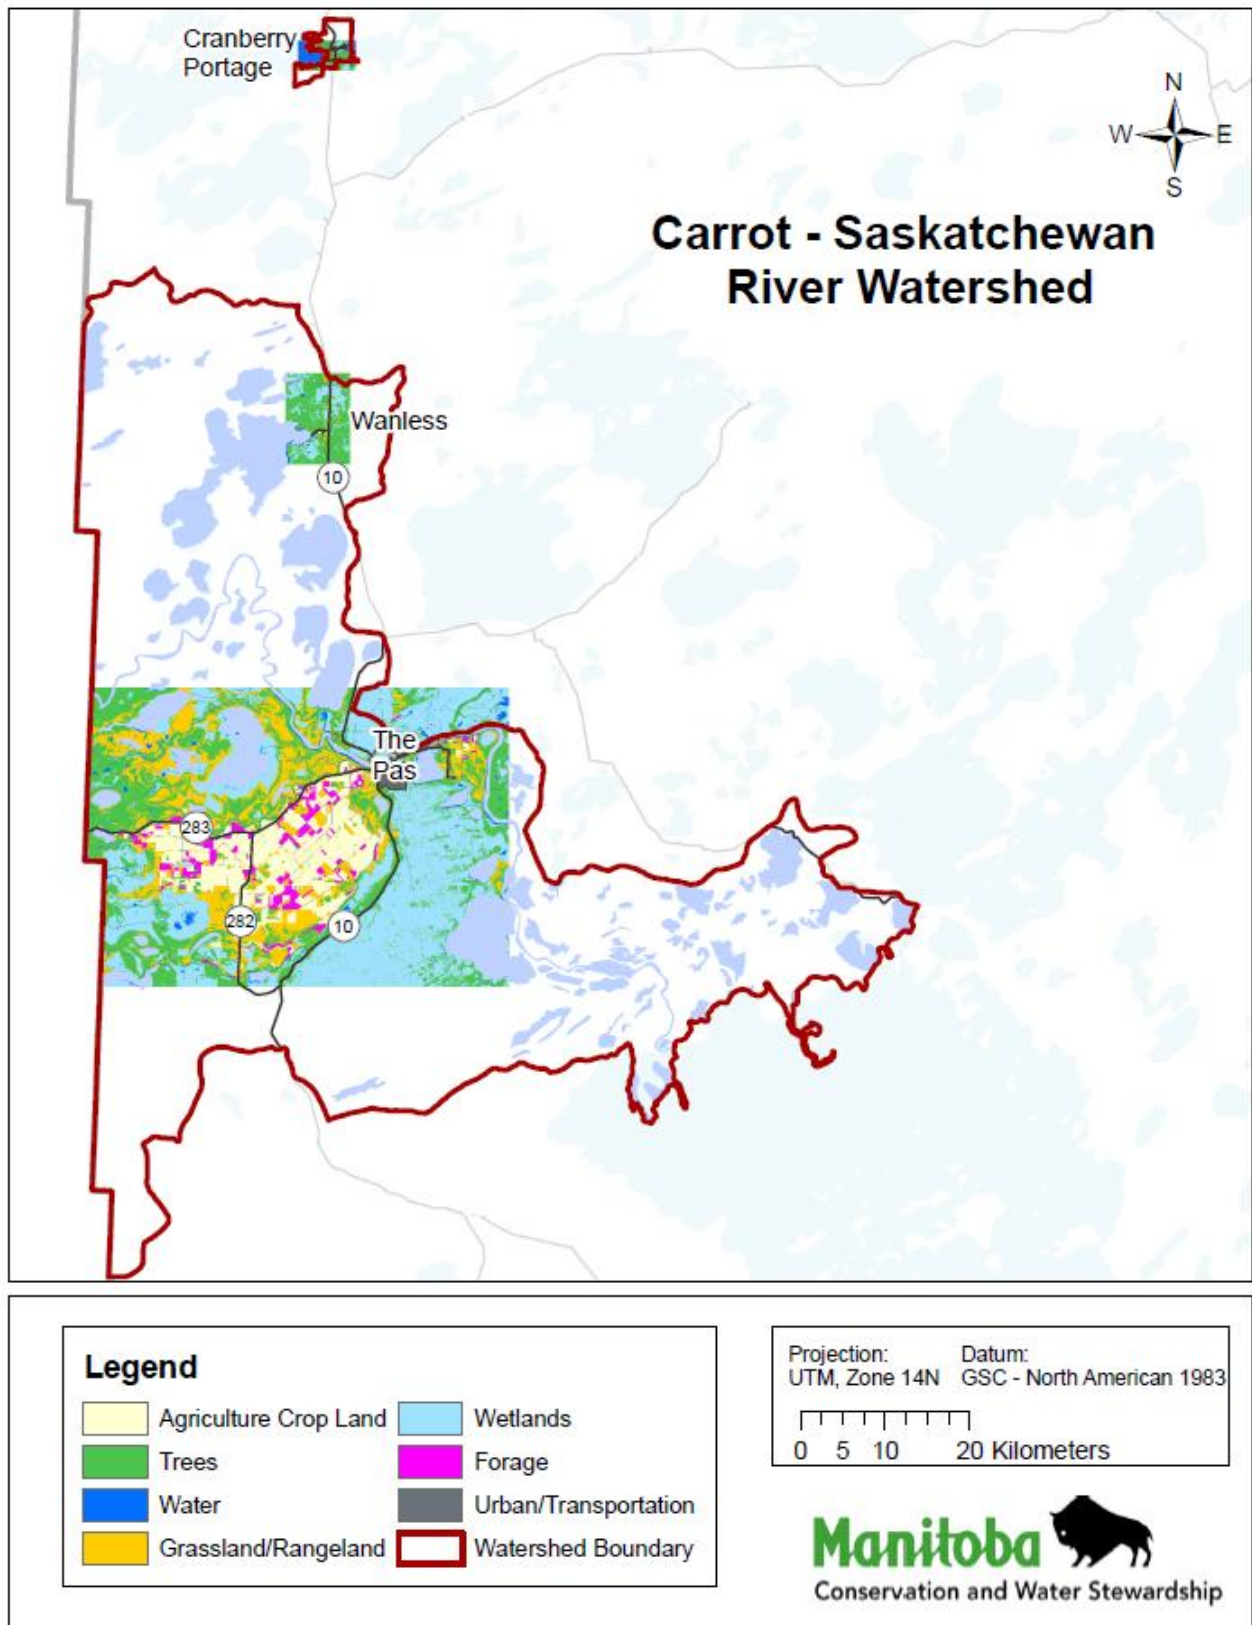 Cranberry
Portage
N
W
E
S
Carrot - Saskatchewan
River Watershed
Wanless
10
The
Pas
283
282
10
Legend
Agriculture Crop Land
Wetlands
Trees
Forage
Water
Urban/Transportation
Grassland/Rangeland
Watershed Boundary
Projection:
UTM, Zone 14N
Datum:
GSC - North American 1983
0 5 10 20 Kilometers
Manitoba
Conservation and Water Stewardship